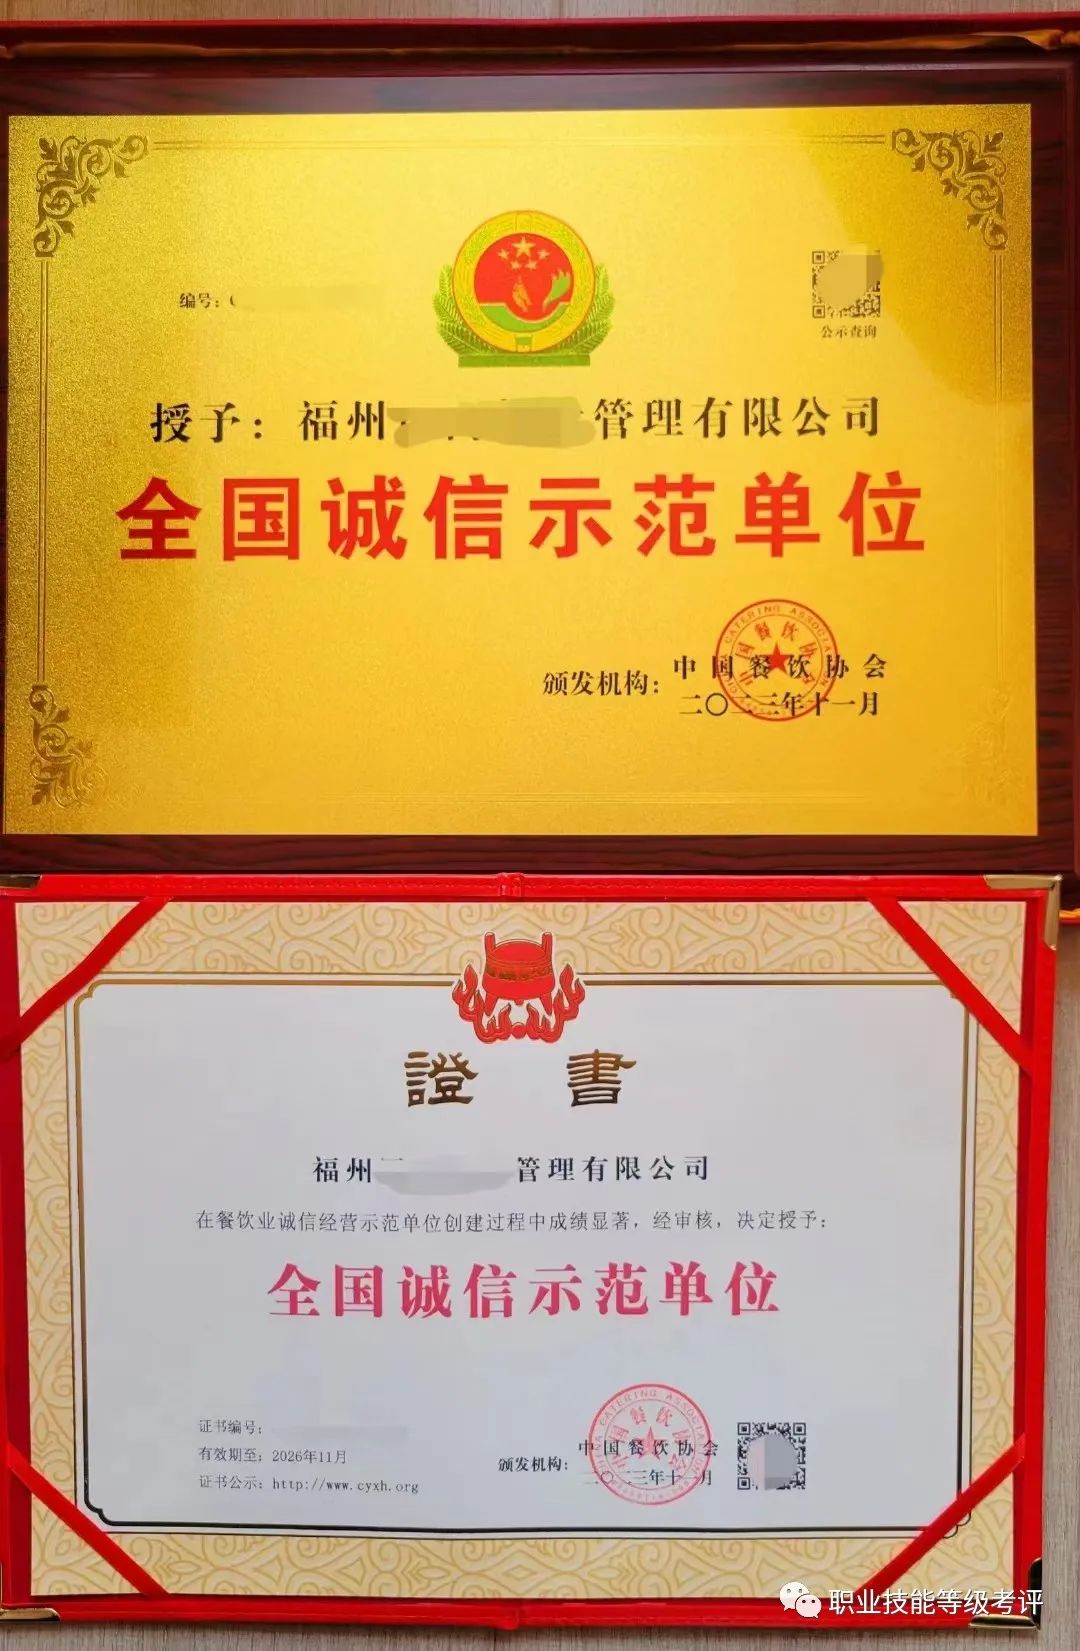 编号：
公示查询
授予：福州 管理有限公司
全国诚信示范单位
颁发机构：中国餐饮协会
二〇二三年十一月
證書
福州 管理有限公司
在餐饮业诚信经营示范单位创建过程中成绩显著，经审核，决定授予：
全国诚信示范单位
证书编号：
有效期至：2026年11月
证书公示：http://www.cyxh.org
颁发机构：中国餐饮协会
二〇二三年十一月
职业技能等级考评